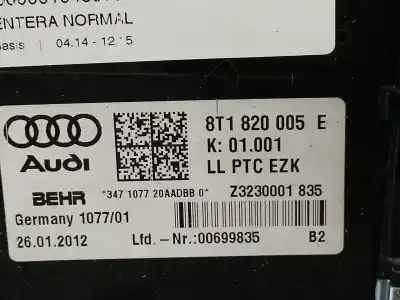 ENTERA NORMAL
Basis | 04.14 - 12.15
Audi
8T1 820 005 E
K: 01.001
LL PTC EZK
BEHR
*347 1077 20AADBB 0* Z3230001 835
Germany 1077/01
26.01.2012 Lfd.-Nr.:00699835 B2